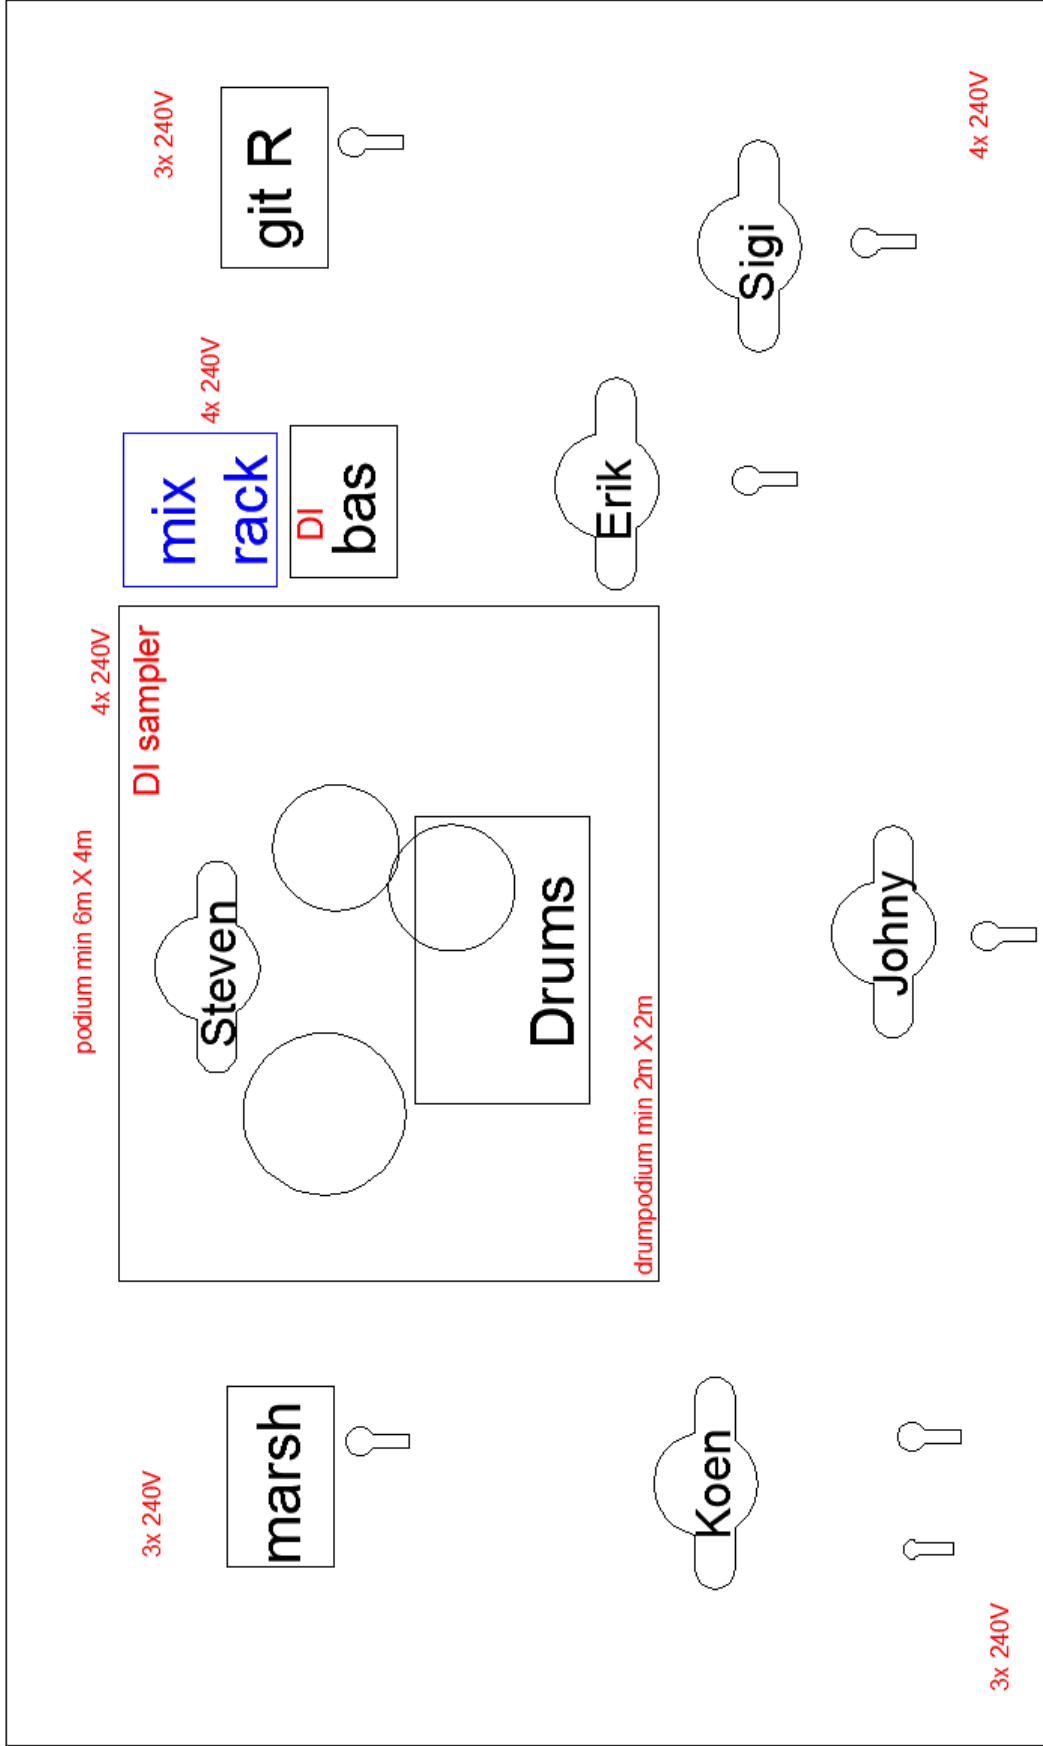 podium min 6m X 4m
4x 240V
3x 240V
3x 240V
4x 240V
DI sampler
mix
rack
Steven
marsh
git R
DI
bas
Drums
drumpodium min 2m X 2m
Erik
Koen
Sigi
Johny
3x 240V
4x 240V